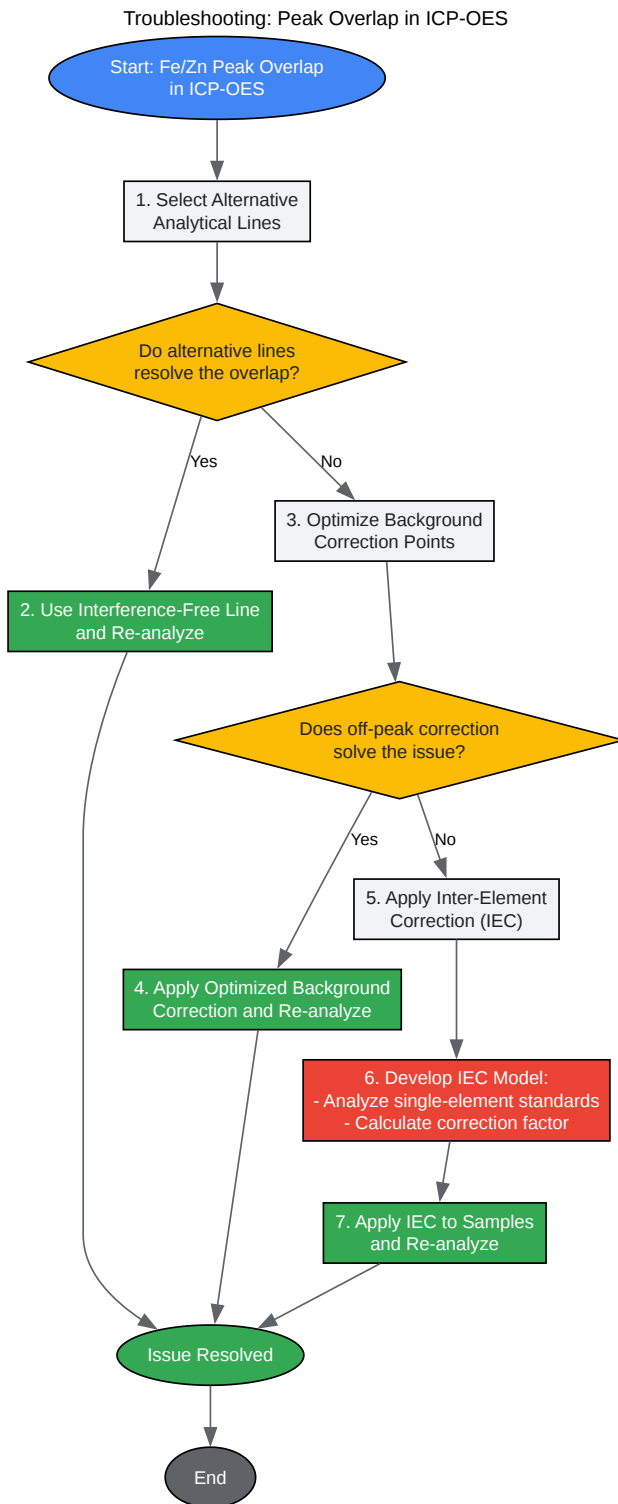 Troubleshooting: Peak Overlap in ICP-OES
Start: Fe/Zn Peak Overlap
in ICP-OES
1. Select Alternative
Analytical Lines
Do alternative lines
resolve the overlap?
Yes
No
3. Optimize Background
Correction Points
2. Use Interference-Free Line
and Re-analyze
Does off-peak correction
solve the issue?
Yes
No
5. Apply Inter-Element
Correction (IEC)
4. Apply Optimized Background
Correction and Re-analyze
6. Develop IEC Model:
- Analyze single-element standards
- Calculate correction factor
7. Apply IEC to Samples
and Re-analyze
Issue Resolved
End